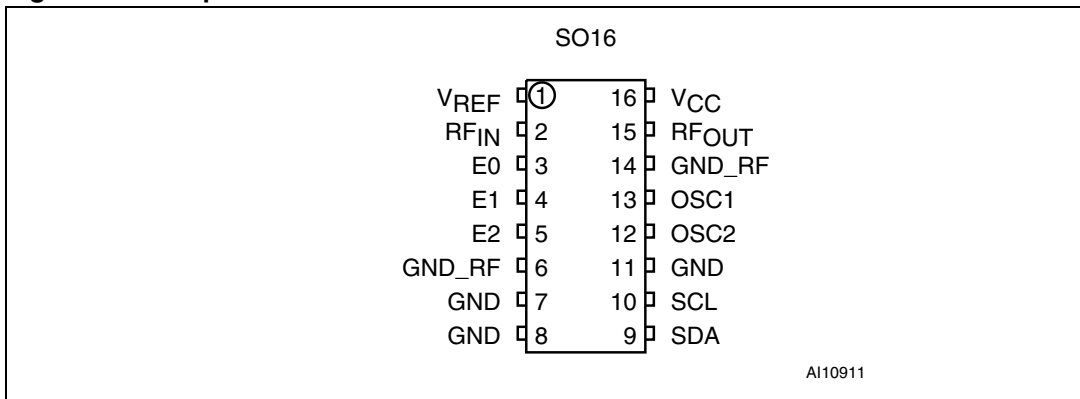 SO16
VREF 1 16 VCC
RFIN 2 15 RFOUT
E0 3 14 GND_RF
E1 4 13 OSC1
E2 5 12 OSC2
GND_RF 6 11 GND
GND 7 10 SCL
GND 8 9 SDA
AI10911